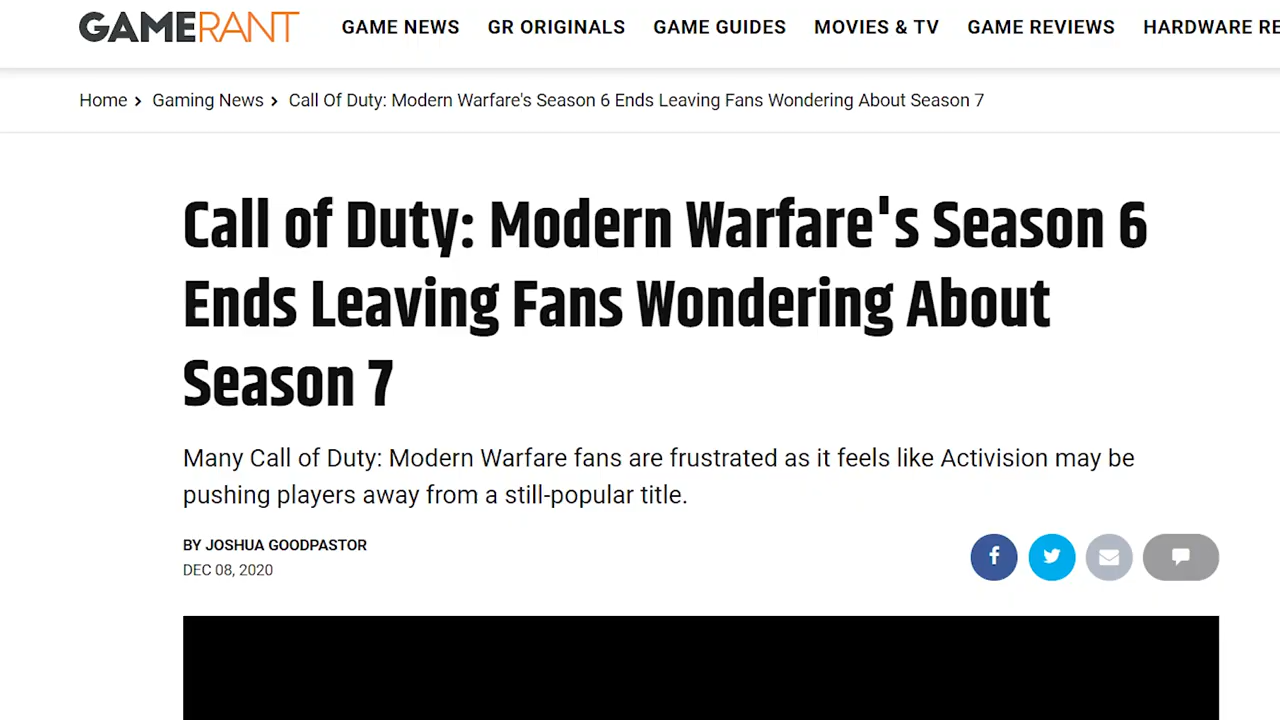 GAMERANT GAME NEWS GR ORIGINALS GAME GUIDES MOVIES & TV GAME REVIEWS HARDWARE RE
Home › Gaming News › Call Of Duty: Modern Warfare's Season 6 Ends Leaving Fans Wondering About Season 7
Call of Duty: Modern Warfare's Season 6
Ends Leaving Fans Wondering About
Season 7
Many Call of Duty: Modern Warfare fans are frustrated as it feels like Activision may be
pushing players away from a still-popular title.
BY JOSHUA GOODPASTOR
DEC 08, 2020